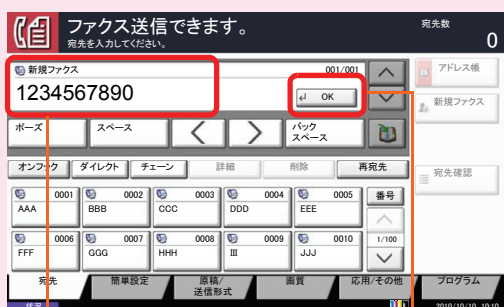 ファクス送信できます。
宛先を入力してください。
宛先数
0
新規ファクス
001/001
1234567890
OK
アドレス帳
新規ファクス
ポーズ
スペース
バック
スペース
オンフック
ダイレクト
チェーン
詳細
削除
再宛先
宛先確認
0001
AAA
0002
BBB
0003
CCC
0004
DDD
0005
EEE
番号
0006
FFF
0007
GGG
0008
HHH
0009
III
0010
JJJ
1/100
宛先
簡単設定
原稿/
送信形式
画質
応用/その他
プログラム
状況
2010/10/10 10:10